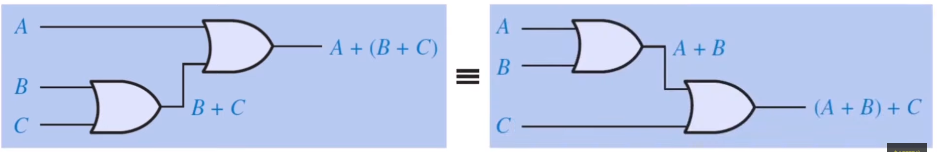 A
A + (B + C)
B
B + C
C
≡
A
A + B
B
(A + B) + C
C